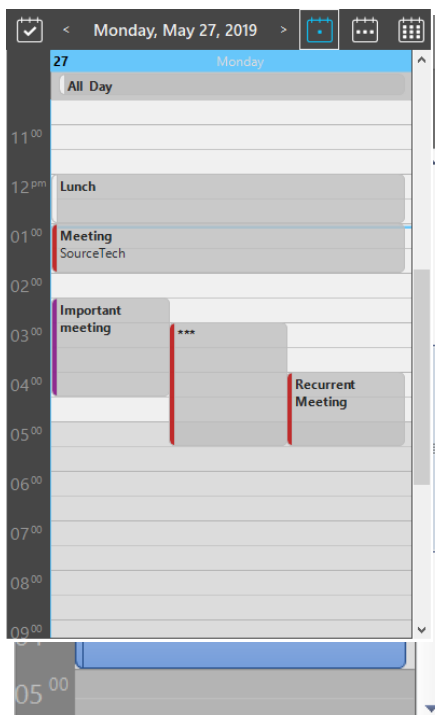 < Monday, May 27, 2019 >
27 Monday
All Day
11 00
12 pm Lunch
01 00 Meeting
SourceTech
02 00
Important
03 00 meeting ***
04 00 Recurrent
Meeting
05 00
06 00
07 00
08 00
09 00
05 00